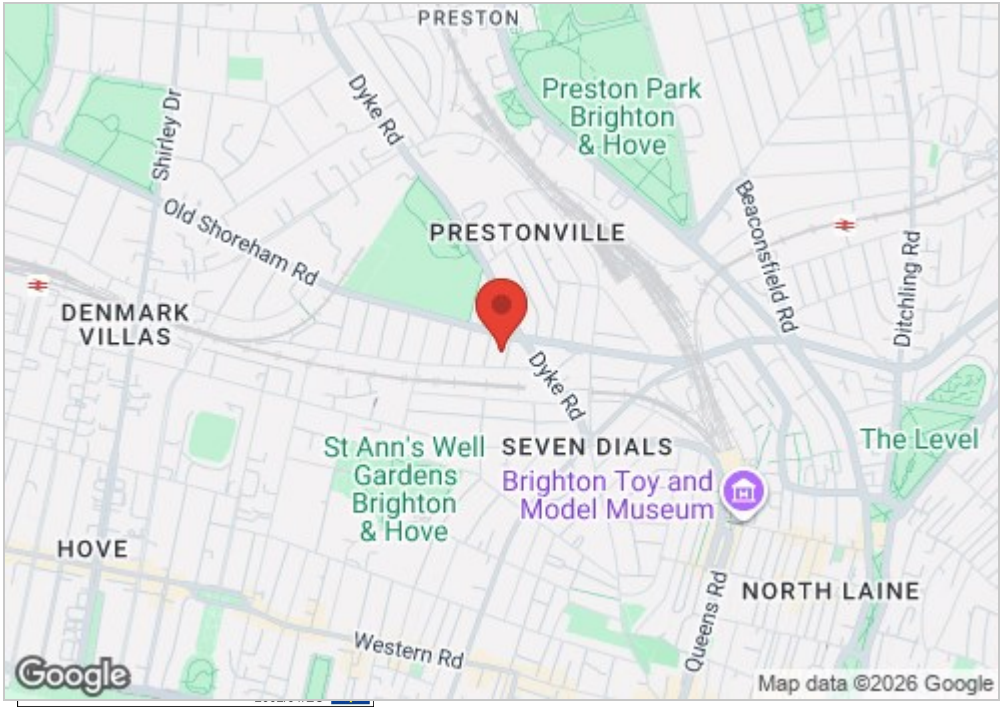 PRESTON
Preston Park
Brighton
& Hove
Dyke Rd
Shirley Dr
Old Shoreham Rd
PRESTONVILLE
Beaconsfield Rd
Ditchling Rd
DENMARK
VILLAS
Dyke Rd
St Ann's Well
Gardens
Brighton
& Hove
SEVEN DIALS
The Level
Brighton Toy and
Model Museum
HOVE
NORTH LAINE
Queens Rd
Western Rd
Google
Map data ©2026 Google